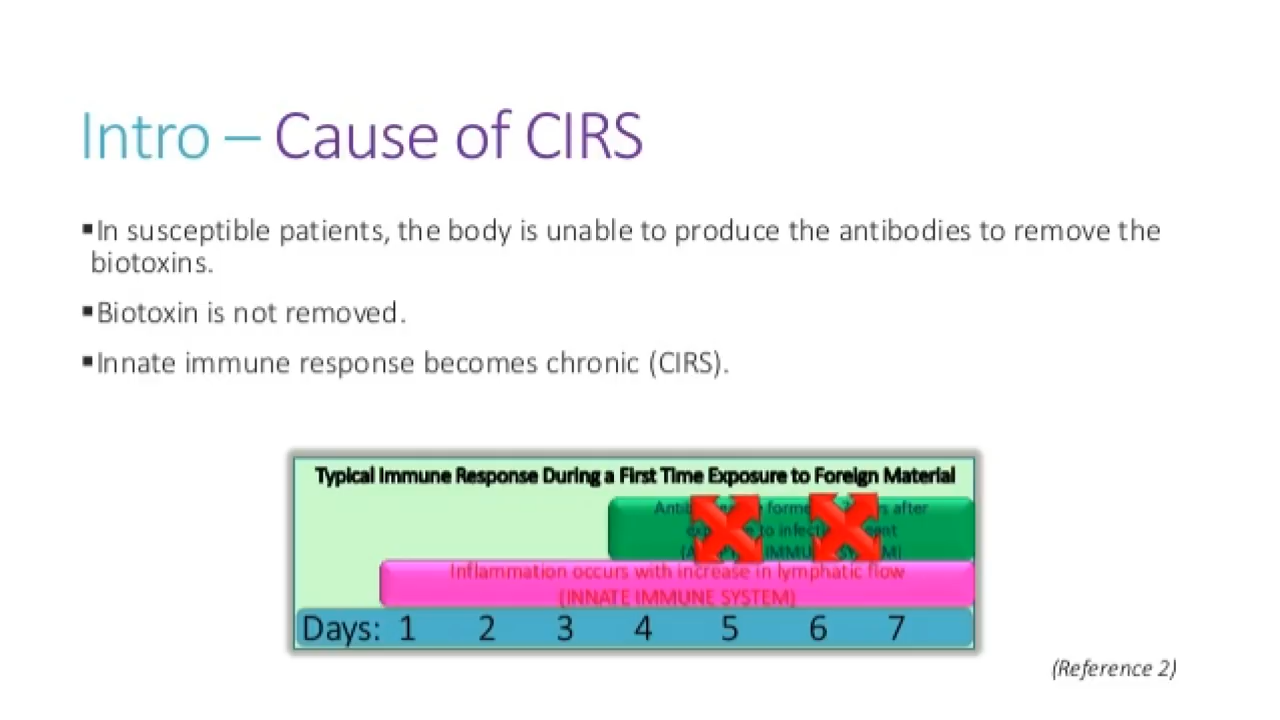 Intro – Cause of CIRS
▪In susceptible patients, the body is unable to produce the antibodies to remove the
biotoxins.
▪Biotoxin is not removed.
▪Innate immune response becomes chronic (CIRS).
Typical Immune Response During a First Time Exposure to Foreign Material
after
to
IMMU
Inflammation occurs with increase in lymphatic flow
(INNATE IMMUNE SYSTEM)
Days: 1 2 3 4 5 6 7
(Reference 2)